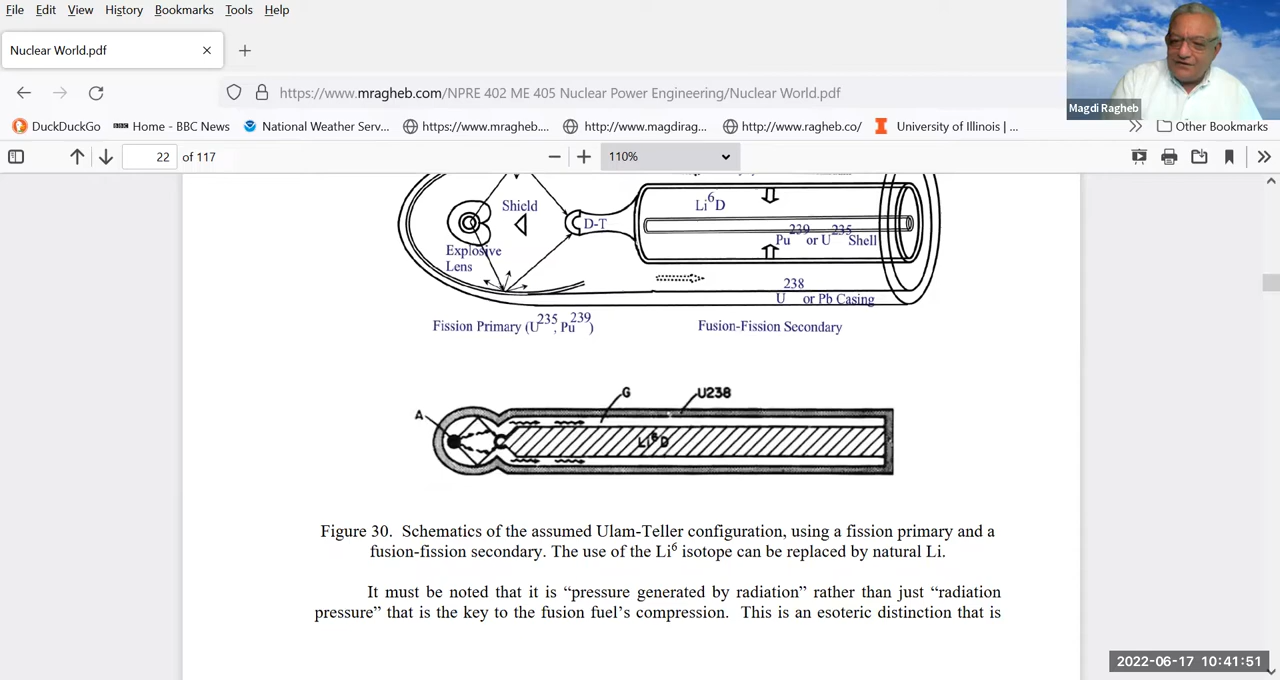 File Edit View History Bookmarks Tools Help
Nuclear World.pdf
https://www.mragheb.com/NPRE 402 ME 405 Nuclear Power Engineering/Nuclear World.pdf
DuckDuckGo
BBC Home - BBC News
National Weather Serv...
https://www.mragheb....
http://www.magdirag...
http://www.ragheb.co/
University of Illinois | ...
Other Bookmarks
Magdi Ragheb
22 of 117
110%
Shield
Explosive
Lens
D-T
Li6D
Pu239 or U235 Shell
U238 or Pb Casing
Fission Primary (U235, Pu239)
Fusion-Fission Secondary
A
G
U238
Li6D
Figure 30. Schematics of the assumed Ulam-Teller configuration, using a fission primary and a
fusion-fission secondary. The use of the Li6 isotope can be replaced by natural Li.
It must be noted that it is “pressure generated by radiation” rather than just “radiation
pressure” that is the key to the fusion fuel’s compression. This is an esoteric distinction that is
2022-06-17 10:41:51